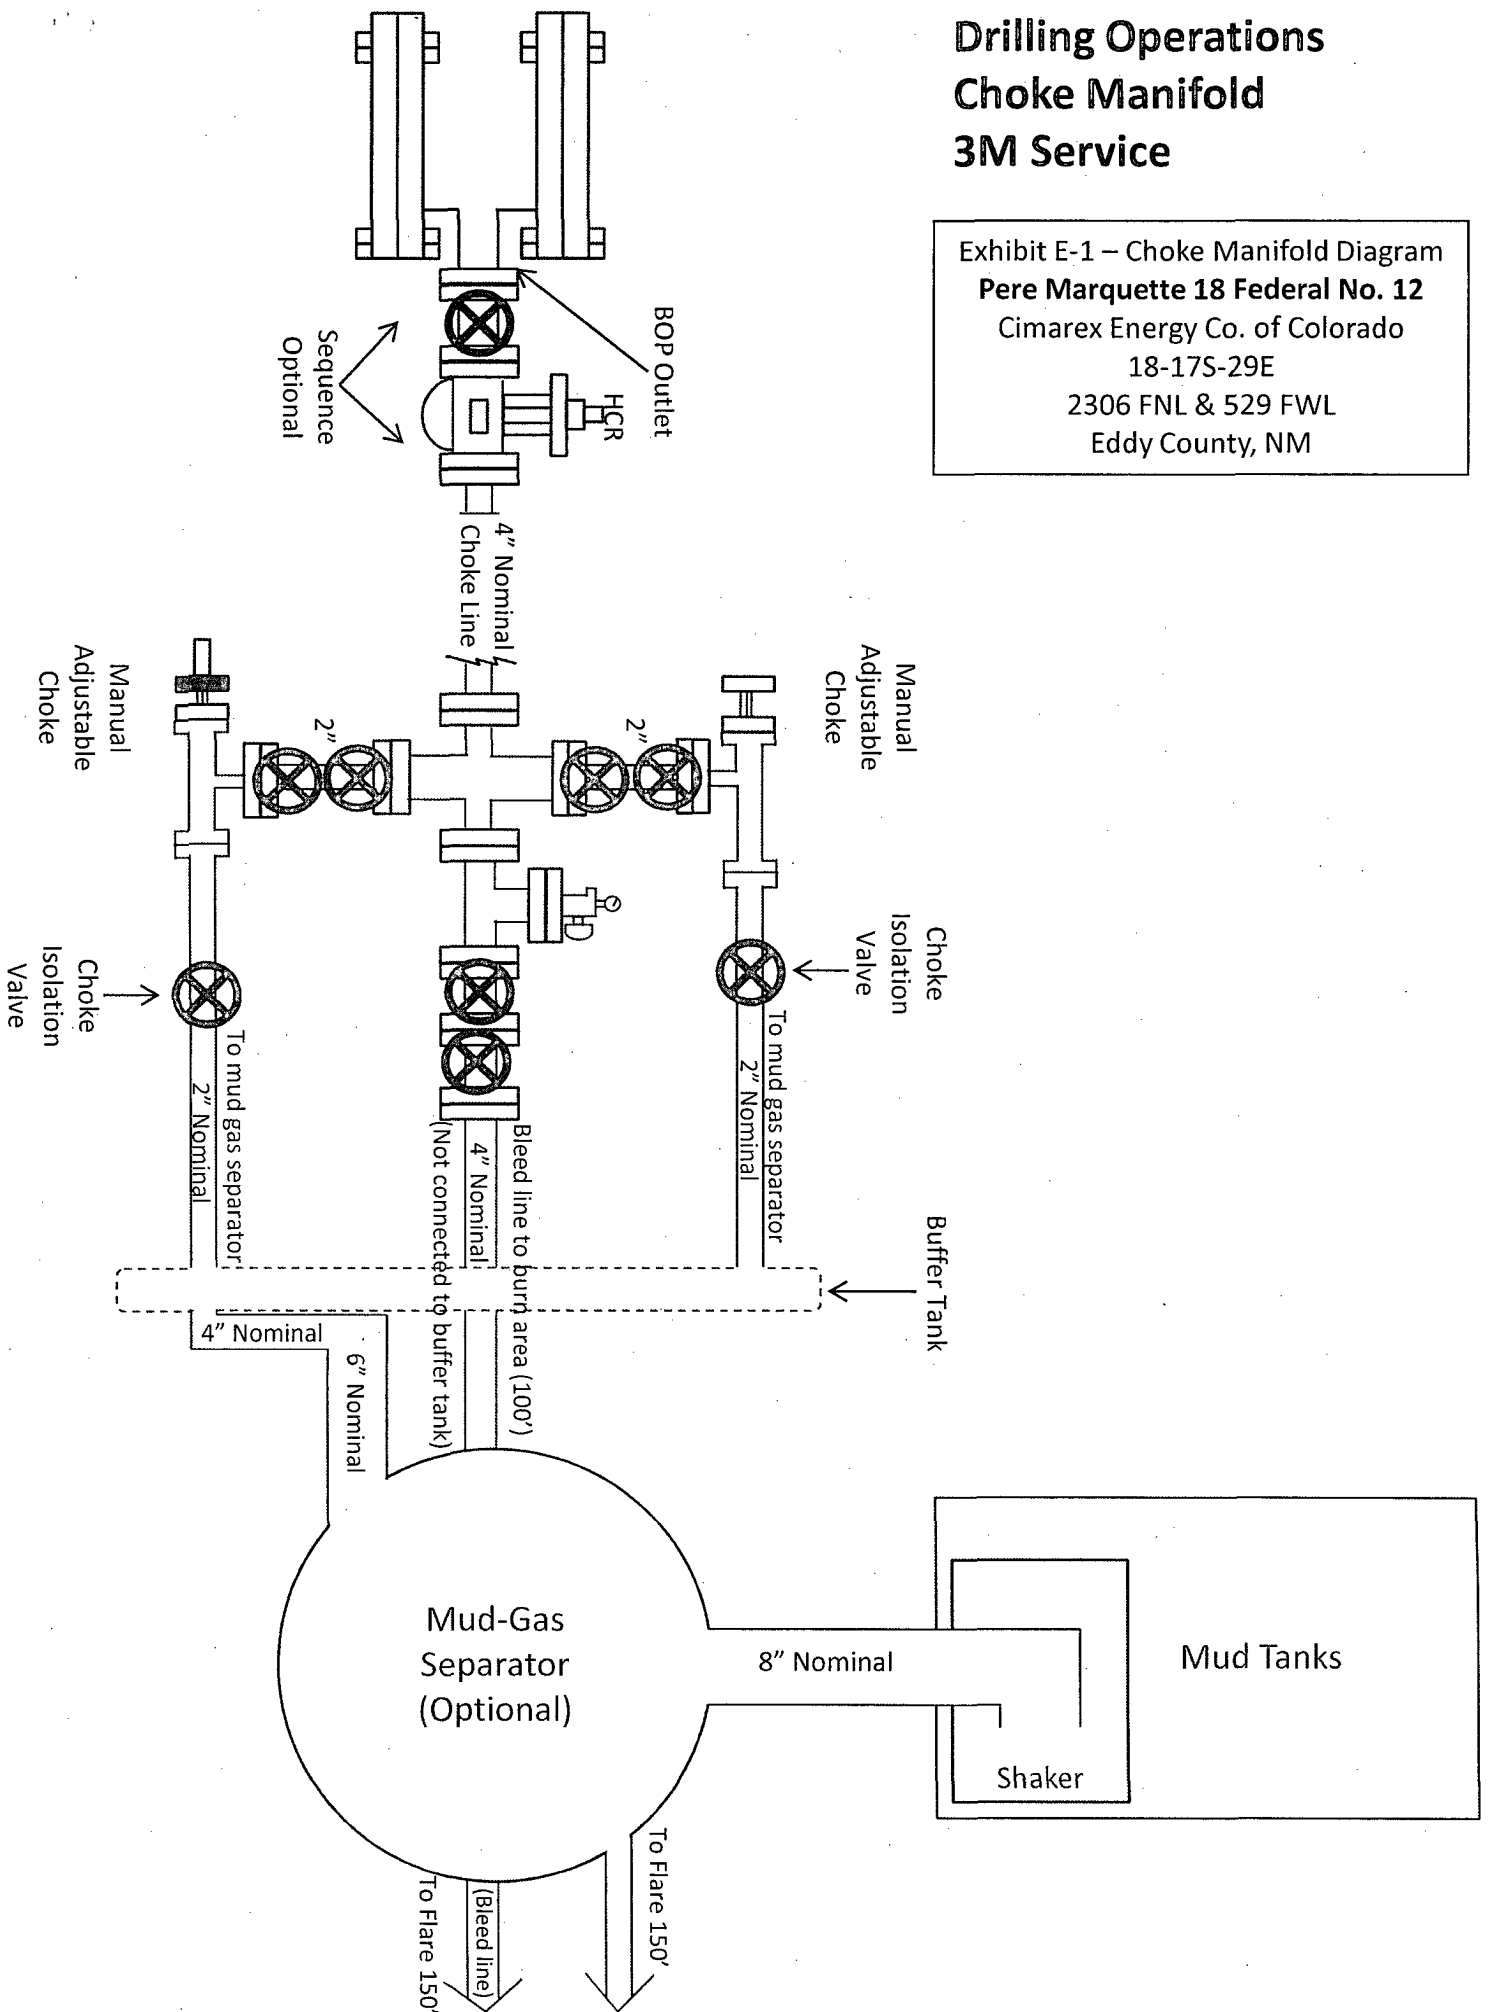 Drilling Operations
Choke Manifold
3M Service
Exhibit E-1 – Choke Manifold Diagram
Pere Marquette 18 Federal No. 12
Cimarex Energy Co. of Colorado
18-17S-29E
2306 FNL & 529 FWL
Eddy County, NM
BOP Outlet
HCR
Sequence
Optional
4" Nominal
Choke Line
Manual
Adjustable
Choke
2"
2"
Manual
Adjustable
Choke
Choke
Isolation
Valve
Choke
Isolation
Valve
To mud gas separator
2" Nominal
Bleed line to burn area (100')
4" Nominal
(Not connected to buffer tank)
To mud gas separator
2" Nominal
Buffer Tank
4" Nominal
6" Nominal
Mud-Gas
Separator
(Optional)
8" Nominal
Mud Tanks
Shaker
To Flare 150'
(Bleed line)
To Flare 150'